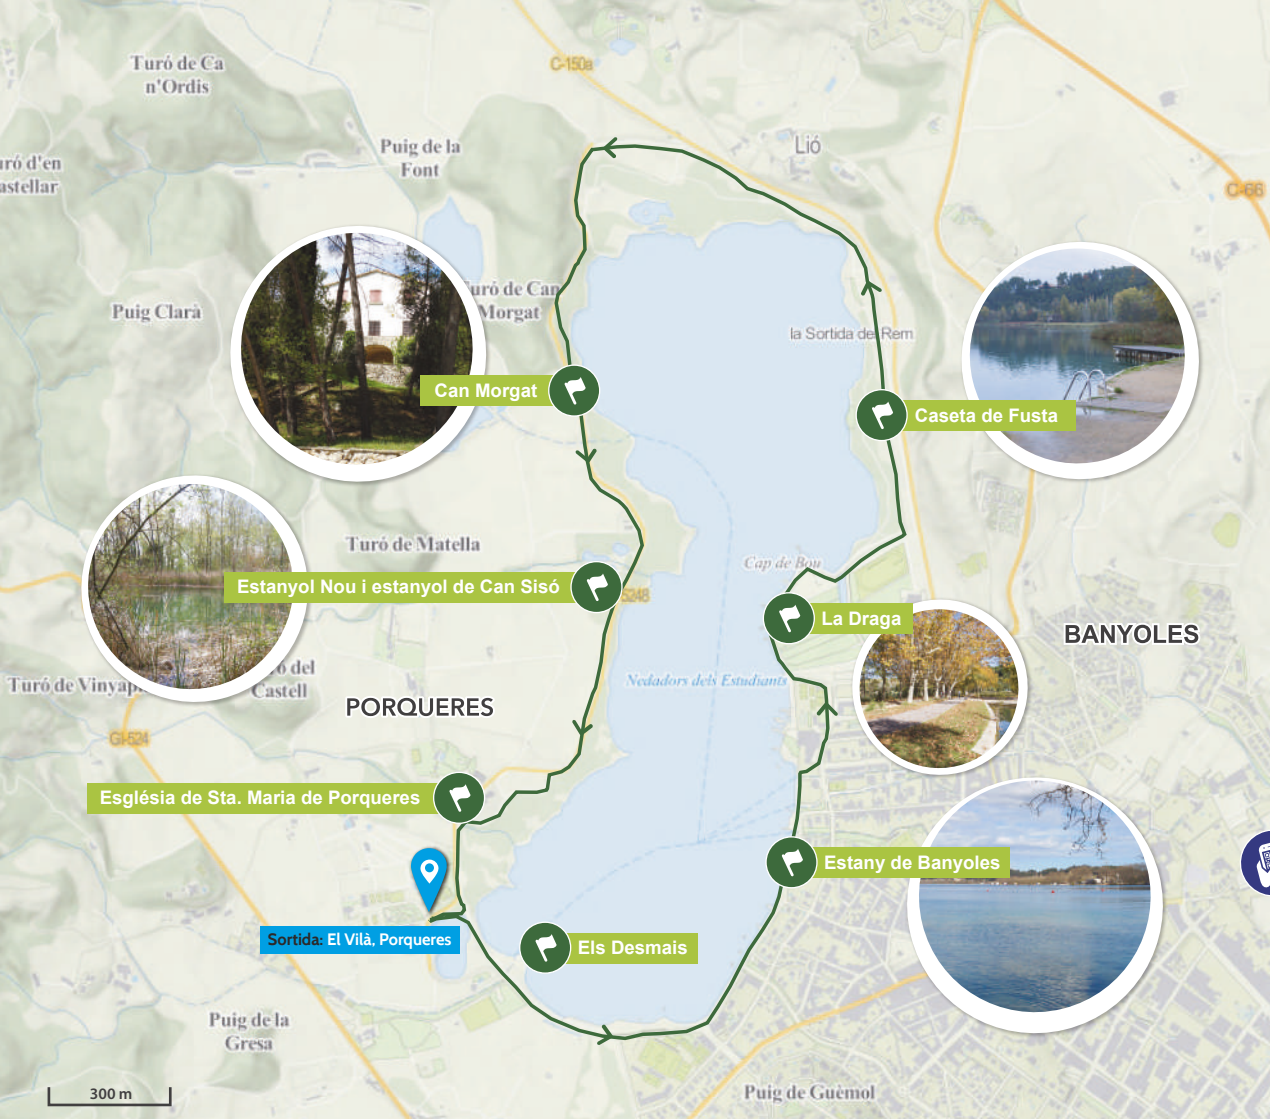 Turó de Ca
n'Ordis
C-150a
Puig de la
Font
Lió
uró d'en
astellar
C-66
Turó de Can
Morgat
Puig Clarà
la Sortida del Rem
Can Morgat
Caseta de Fusta
Turó de Matella
Cap de Bou
Estanyol Nou i estanyol de Can Sisó
5248
La Draga
BANYOLES
ó del
Castell
Turó de Vinyap
Nedadors dels Estudiants
PORQUERES
GI-524
Església de Sta. Maria de Porqueres
Estany de Banyoles
Sortida: El Vilà, Porqueres
Els Desmais
Puig de la
Gresa
300 m
Puig de Guèmol